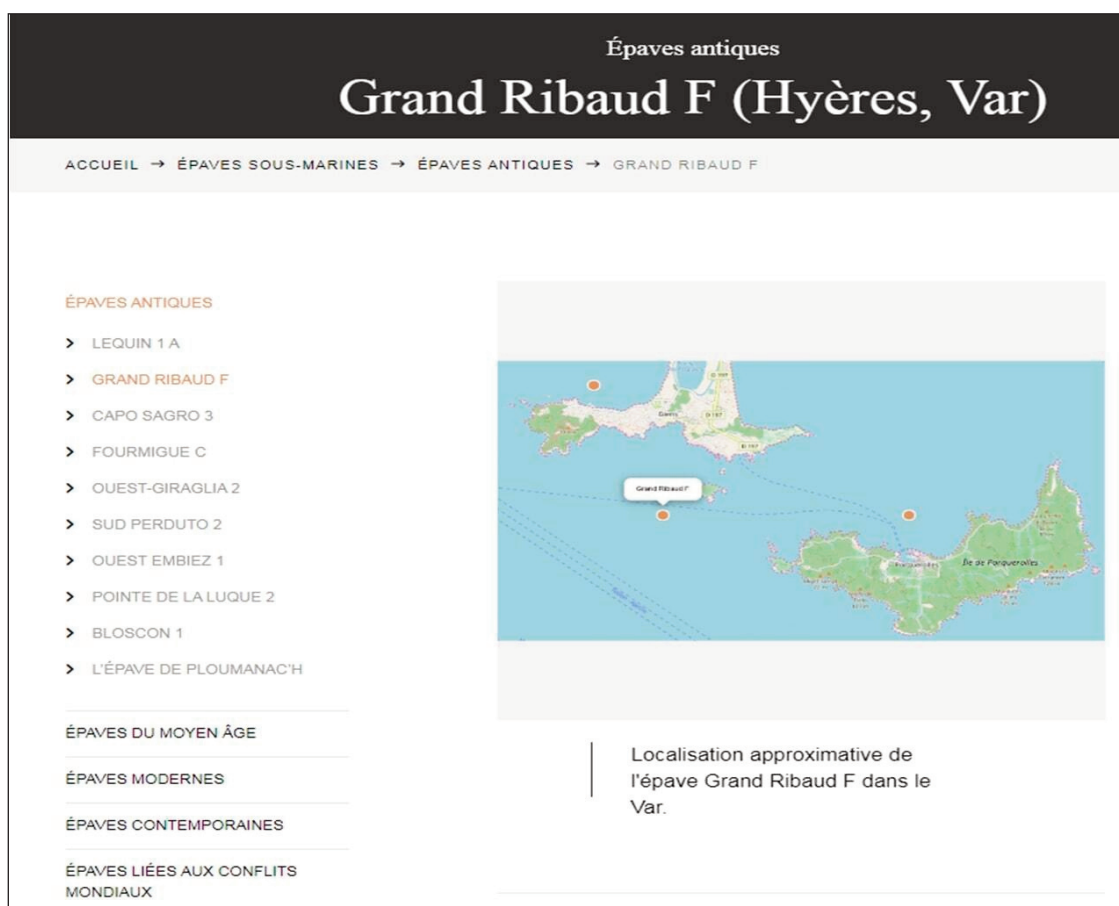 Épaves antiques
Grand Ribaud F (Hyères, Var)
ACCUEIL → ÉPAVES SOUS-MARINES → ÉPAVES ANTIQUES → GRAND RIBAUD F
ÉPAVES ANTIQUES
> LEQUIN 1 A
> GRAND RIBAUD F
> CAPO SAGRO 3
> FOURMIGUE C
> OUEST-GIRAGLIA 2
> SUD PERDUTO 2
> OUEST EMBIEZ 1
> POINTE DE LA LUQUE 2
> BLOSCON 1
> L'ÉPAVE DE PLOUMANAC'H
ÉPAVES DU MOYEN ÂGE
ÉPAVES MODERNES
ÉPAVES CONTEMPORAINES
ÉPAVES LIÉES AUX CONFLITS
MONDIAUX
D 197
Giens
D 197
Grand Ribaud F
Porquerolles
Île de Porquerolles
Localisation approximative de
l'épave Grand Ribaud F dans le
Var.